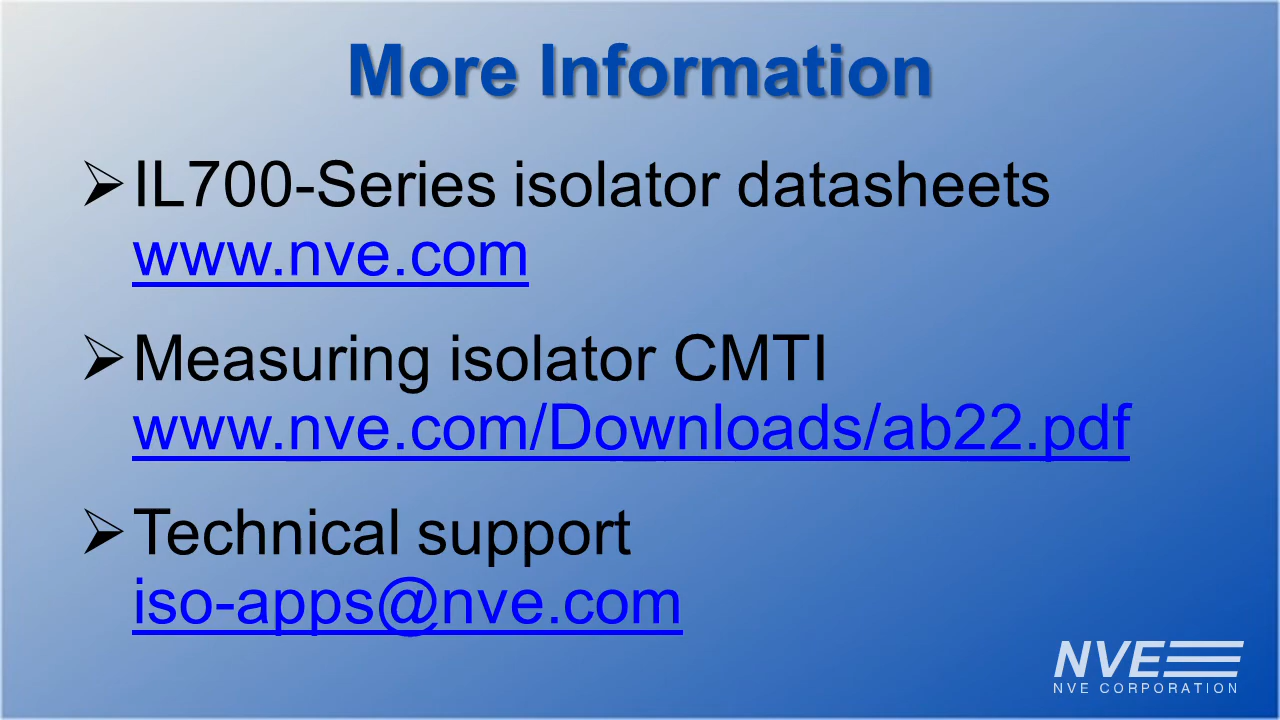 More Information
IL700-Series isolator datasheets
www.nve.com
Measuring isolator CMTI
www.nve.com/Downloads/ab22.pdf
Technical support
iso-apps@nve.com
NVE
NVE CORPORATION